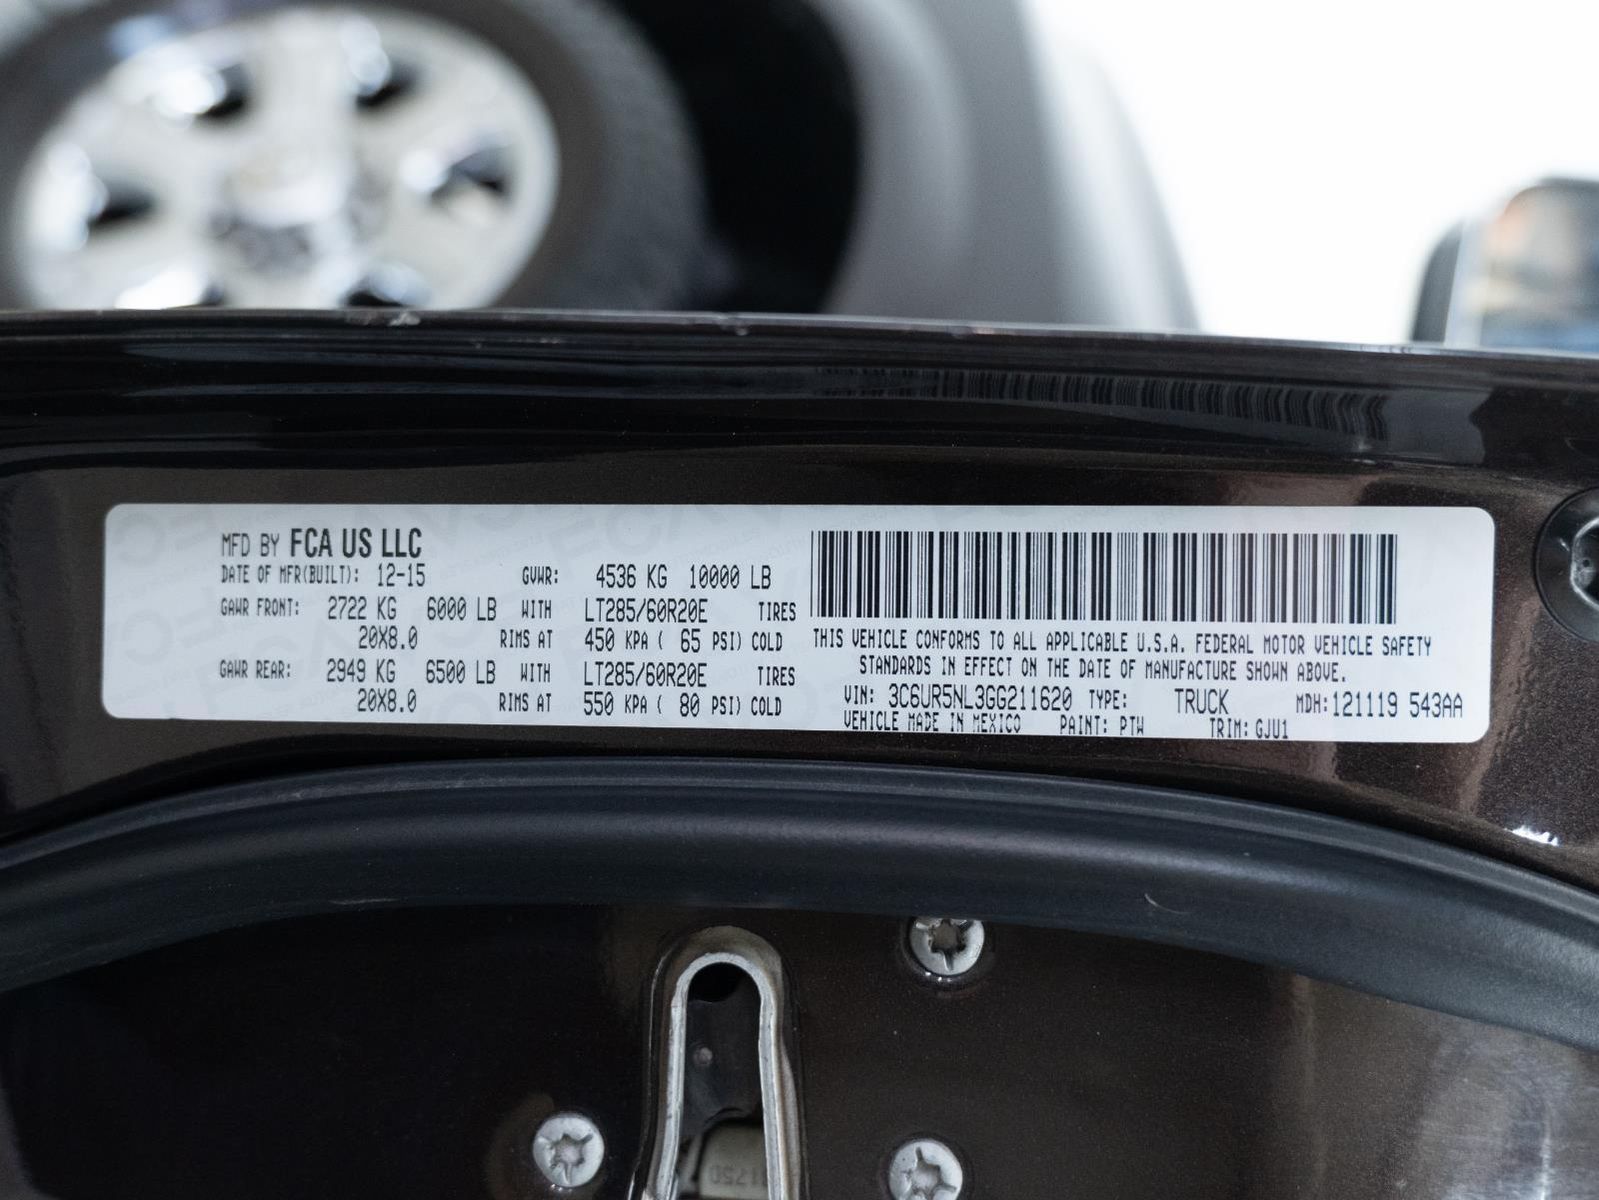 MFD BY FCA US LLC
DATE OF MFR(BUILT): 12-15 GVWR: 4536 KG 10000 LB
GAWR FRONT: 2722 KG 6000 LB WITH LT285/60R20E TIRES
20X8.0 RIMS AT 450 KPA ( 65 PSI) COLD
GAWR REAR: 2949 KG 6500 LB WITH LT285/60R20E TIRES
20X8.0 RIMS AT 550 KPA ( 80 PSI) COLD
THIS VEHICLE CONFORMS TO ALL APPLICABLE U.S.A. FEDERAL MOTOR VEHICLE SAFETY
STANDARDS IN EFFECT ON THE DATE OF MANUFACTURE SHOWN ABOVE.
VIN: 3C6UR5NL3GG211620 TYPE: TRUCK MDH: 121119 543AA
VEHICLE MADE IN MEXICO PAINT: PTW TRIM: GJU1